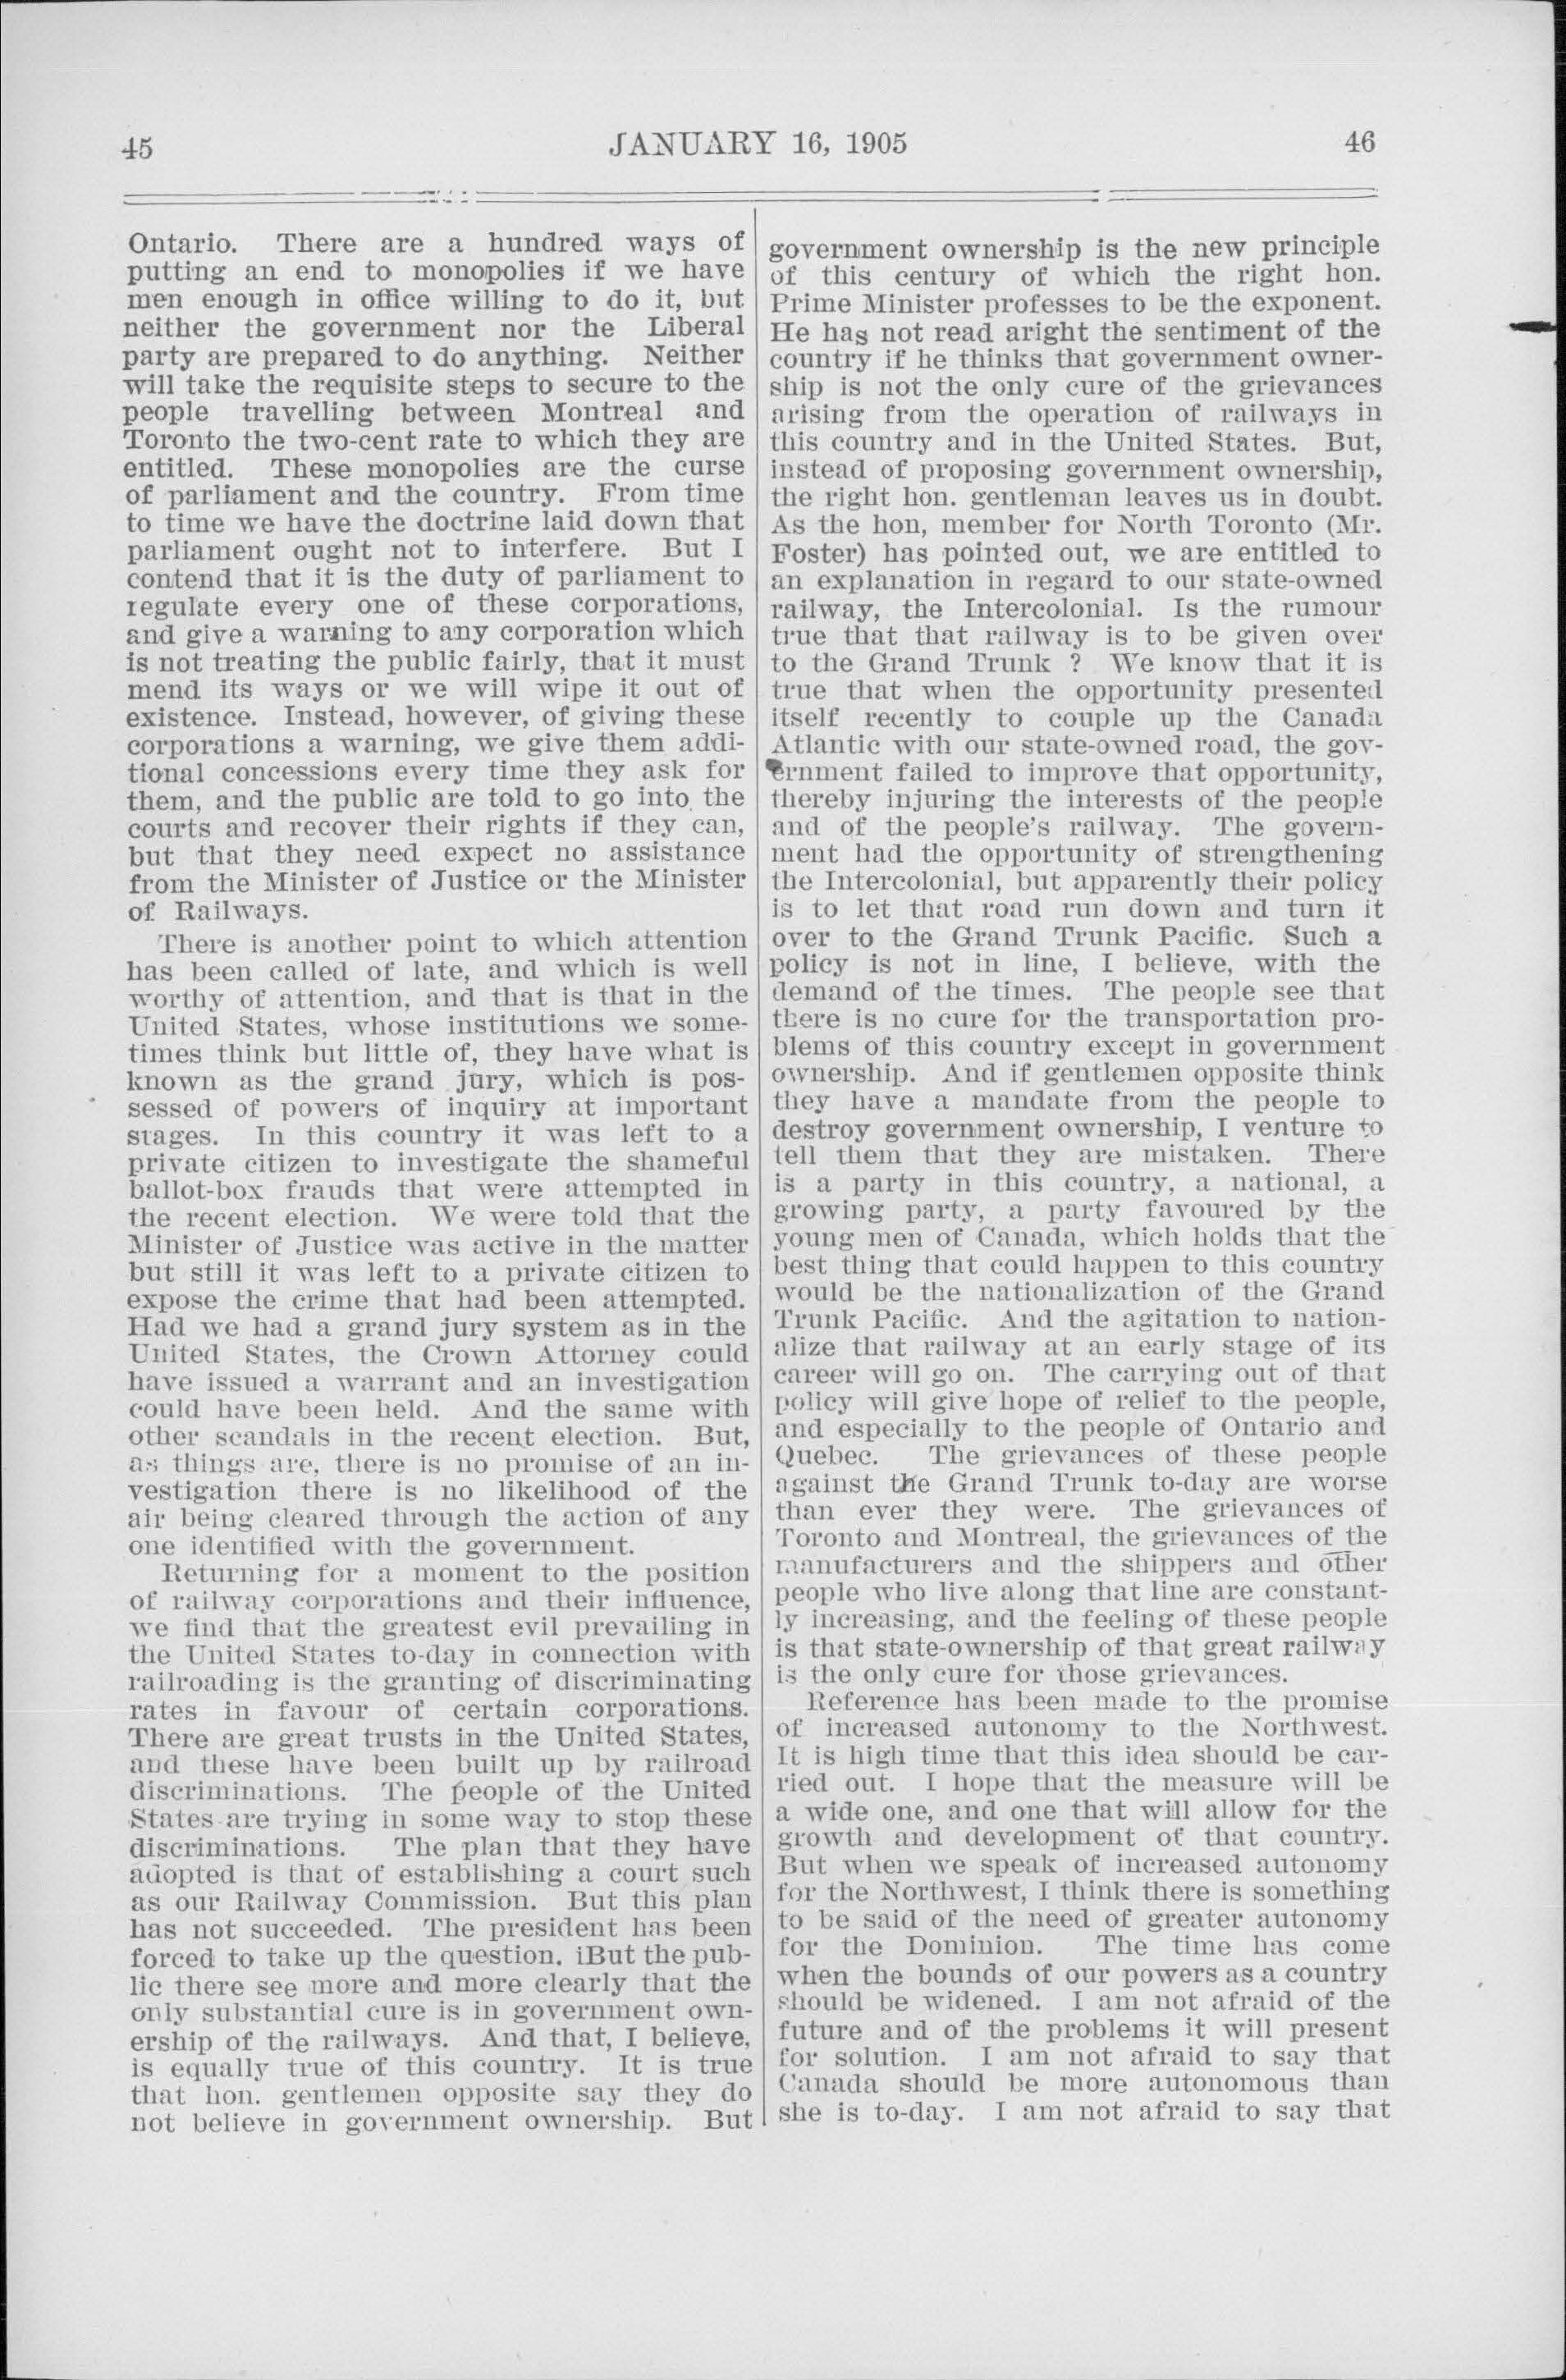 45
JANUARY 16, 1905
46
Ontario. There are a hundred ways of
putting an end to monopolies if we have
men enough in office willing to do it, but
neither the government nor the Liberal
party are prepared to do anything. Neither
will take the requisite steps to secure to the
people travelling between Montreal and
Toronto the two-cent rate to which they are
entitled. These monopolies are the curse
of parliament and the country. From time
to time we have the doctrine laid down that
parliament ought not to interfere. But I
contend that it is the duty of parliament to
regulate every one of these corporations,
and give a warning to any corporation which
is not treating the public fairly, that it must
mend its ways or we will wipe it out of
existence. Instead, however, of giving these
corporations a warning, we give them addi-
tional concessions every time they ask for
them, and the public are told to go into the
courts and recover their rights if they can,
but that they need expect no assistance
from the Minister of Justice or the Minister
of Railways.
There is another point to which attention
has been called of late, and which is well
worthy of attention, and that is that in the
United States, whose institutions we some-
times think but little of, they have what is
known as the grand jury, which is pos-
sessed of powers of inquiry at important
stages. In this country it was left to a
private citizen to investigate the shameful
ballot-box frauds that were attempted in
the recent election. We were told that the
Minister of Justice was active in the matter
but still it was left to a private citizen to
expose the crime that had been attempted.
Had we had a grand jury system as in the
United States, the Crown Attorney could
have issued a warrant and an investigation
could have been held. And the same with
other scandals in the recent election. But,
as things are, there is no promise of an in-
vestigation there is no likelihood of the
air being cleared through the action of any
one identified with the government.
Returning for a moment to the position
of railway corporations and their influence,
we find that the greatest evil prevailing in
the United States to-day in connection with
railroading is the granting of discriminating
rates in favour of certain corporations.
There are great trusts in the United States,
and these have been built up by railroad
discriminations. The people of the United
States are trying in some way to stop these
discriminations. The plan that they have
adopted is that of establishing a court such
as our Railway Commission. But this plan
has not succeeded. The president has been
forced to take up the question. iBut the pub-
lic there see more and more clearly that the
only substantial cure is in government own-
ership of the railways. And that, I believe,
is equally true of this country. It is true
that hon. gentlemen opposite say they do
not believe in government ownership. But
government ownership is the new principle
of this century of which the right hon.
Prime Minister professes to be the exponent.
He has not read aright the sentiment of the
country if he thinks that government owner-
ship is not the only cure of the grievances
arising from the operation of railways in
this country and in the United States. But,
instead of proposing government ownership,
the right hon. gentleman leaves us in doubt.
As the hon, member for North Toronto (Mr.
Foster) has pointed out, we are entitled to
an explanation in regard to our state-owned
railway, the Intercolonial. Is the rumour
true that that railway is to be given over
to the Grand Trunk ? We know that it is
true that when the opportunity presented
itself recently to couple up the Canada
Atlantic with our state-owned road, the gov-
ernment failed to improve that opportunity,
thereby injuring the interests of the people
and of the people's railway. The govern-
ment had the opportunity of strengthening
the Intercolonial, but apparently their policy
is to let that road run down and turn it
over to the Grand Trunk Pacific. Such a
policy is not in line, I believe, with the
demand of the times. The people see that
there is no cure for the transportation pro-
blems of this country except in government
ownership. And if gentlemen opposite think
they have a mandate from the people to
destroy government ownership, I venture to
tell them that they are mistaken. There
is a party in this country, a national, a
growing party, a party favoured by the
young men of Canada, which holds that the
best thing that could happen to this country
would be the nationalization of the Grand
Trunk Pacific. And the agitation to nation-
alize that railway at an early stage of its
career will go on. The carrying out of that
policy will give hope of relief to the people,
and especially to the people of Ontario and
Quebec. The grievances of these people
against the Grand Trunk to-day are worse
than ever they were. The grievances of
Toronto and Montreal, the grievances of the
manufacturers and the shippers and other
people who live along that line are constant-
ly increasing, and the feeling of these people
is that state-ownership of that great railway
is the only cure for those grievances.
Reference has been made to the promise
of increased autonomy to the Northwest.
It is high time that this idea should be car-
ried out. I hope that the measure will be
a wide one, and one that will allow for the
growth and development of that country.
But when we speak of increased autonomy
for the Northwest, I think there is something
to be said of the need of greater autonomy
for the Dominion. The time has come
when the bounds of our powers as a country
should be widened. I am not afraid of the
future and of the problems it will present
for solution. I am not afraid to say that
Canada should be more autonomous than
she is to-day. I am not afraid to say that